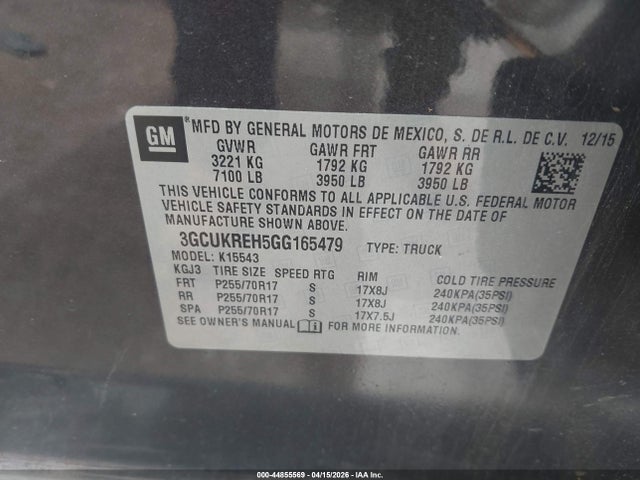 GM ® MFD BY GENERAL MOTORS DE MEXICO, S. DE R.L. DE C.V. 12/15
GVWR GAWR FRT GAWR RR
3221 KG 1792 KG 1792 KG
7100 LB 3950 LB 3950 LB
THIS VEHICLE CONFORMS TO ALL APPLICABLE U.S. FEDERAL MOTOR
VEHICLE SAFETY STANDARDS IN EFFECT ON THE DATE OF
MANUFACTURE SHOWN ABOVE.
3GCUKREH5GG165479 TYPE: TRUCK
MODEL: K15543
KGJ3 TIRE SIZE SPEED RTG RIM COLD TIRE PRESSURE
FRT P255/70R17 S 17X8J 240KPA(35PSI)
RR P255/70R17 S 17X8J 240KPA(35PSI)
SPA P255/70R17 S 17X7.5J 240KPA(35PSI)
SEE OWNER'S MANUAL FOR MORE INFORMATION.
000-44855569 - 04/15/2026 - IAA Inc.